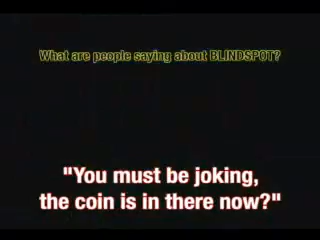 What are people saying about BLINDSPOT?
"You must be joking,
the coin is in there now?"